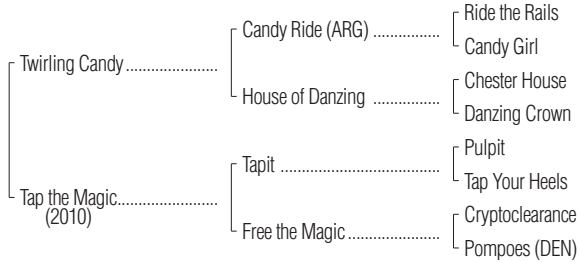 Ride the Rails
Candy Ride (ARG) ................
Candy Girl
Twirling Candy ......................
Chester House
House of Danzing ................
Danzing Crown
Pulpit
Tapit ......................................
Tap Your Heels
Tap the Magic........................
(2010)
Cryptoclearance
Free the Magic......................
Pompoes (DEN)